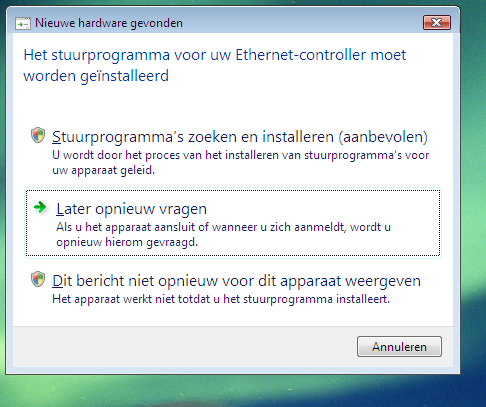 Nieuwe hardware gevonden
Het stuurprogramma voor uw Ethernet-controller moet
worden geïnstalleerd
Stuurprogramma's zoeken en installeren (aanbevolen)
U wordt door het proces van het installeren van stuurprogramma's voor
uw apparaat geleid.
Later opnieuw vragen
Als u het apparaat aansluit of wanneer u zich aanmeldt, wordt u
opnieuw hierom gevraagd.
Dit bericht niet opnieuw voor dit apparaat weergeven
Het apparaat werkt niet totdat u het stuurprogramma installeert.
Annuleren